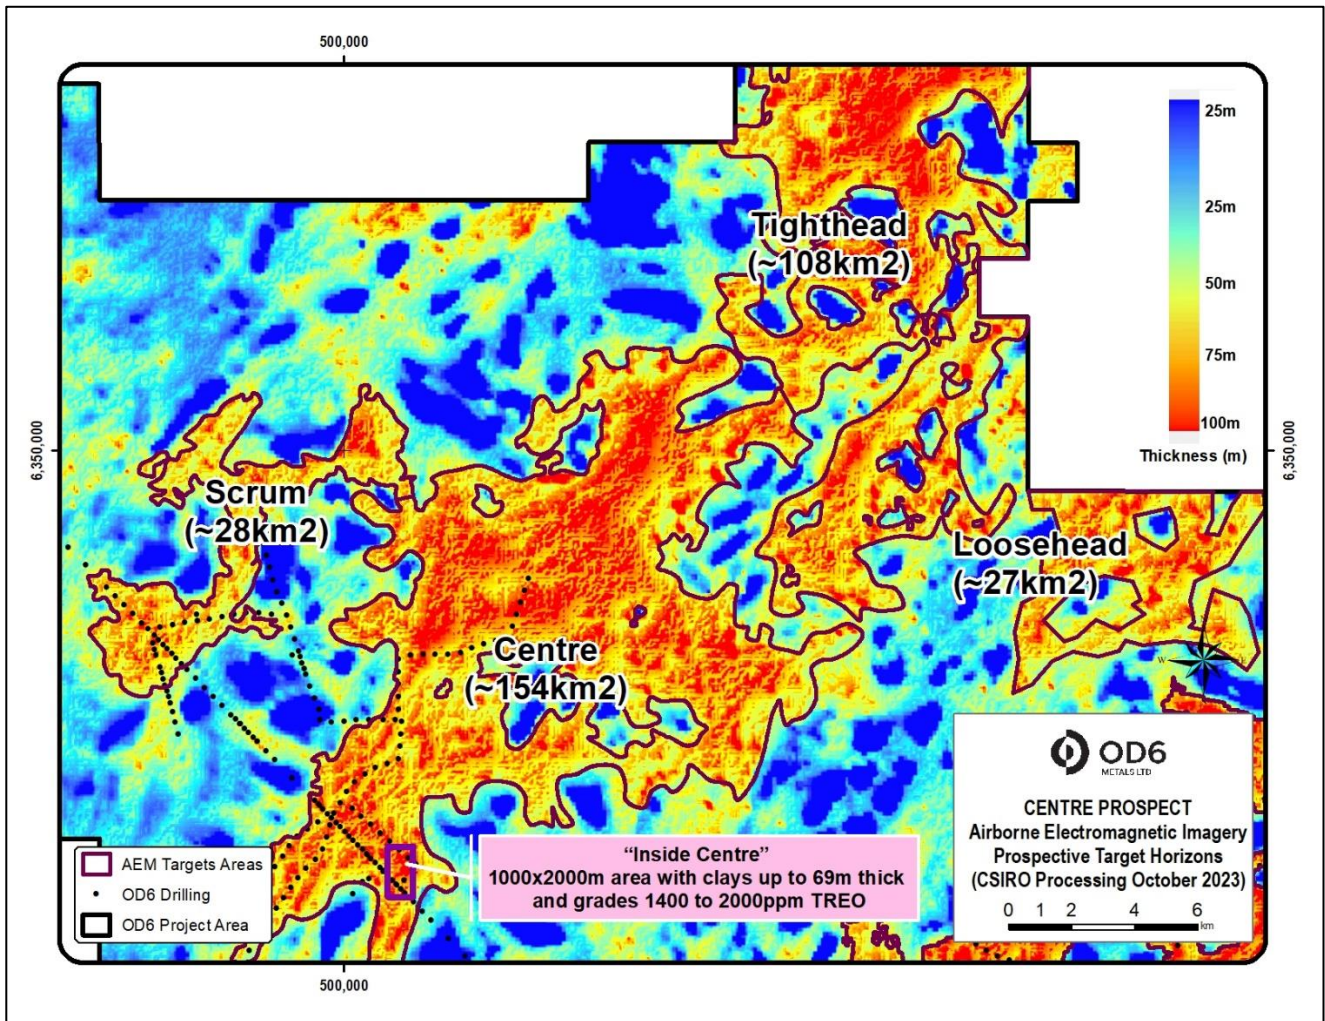 500,000
25m
25m
50m
75m
100m
Thickness (m)
6,350,000
6,350,000
Tighthead
(~108km2)
Scrum
(~28km2)
Loosehead
(~27km2)
Centre
(~154km2)
W
OD6
METALS LTD
CENTRE PROSPECT
Airborne Electromagnetic Imagery
Prospective Target Horizons
(CSIRO Processing October 2023)
0 1 2 4 6
km
“Inside Centre”
1000x2000m area with clays up to 69m thick
and grades 1400 to 2000ppm TREO
AEM Targets Areas
OD6 Drilling
OD6 Project Area
500,000